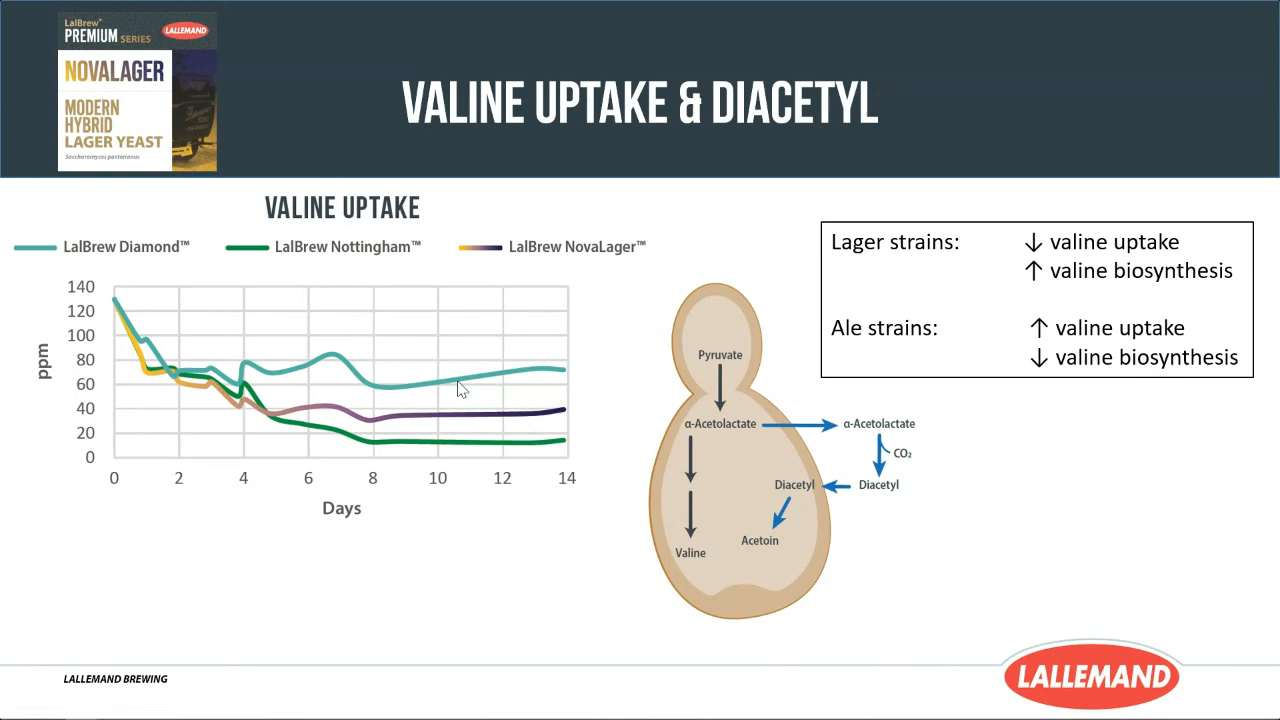 LalBrew®
PREMIUM SERIES
LALLEMAND
NOVALAGER
MODERN
HYBRID
LAGER YEAST
Saccharomyces pastorianus
VALINE UPTAKE & DIACETYL
VALINE UPTAKE
LalBrew Diamond™ LalBrew Nottingham™ LalBrew NovaLager™
ppm
140
120
100
80
60
40
20
0
0 2 4 6 8 10 12 14
Days
Lager strains: ↓ valine uptake
↑ valine biosynthesis
Ale strains: ↑ valine uptake
↓ valine biosynthesis
Pyruvate
α-Acetolactate α-Acetolactate
CO₂
Diacetyl Diacetyl
Acetoin
Valine
LALLEMAND BREWING
LALLEMAND